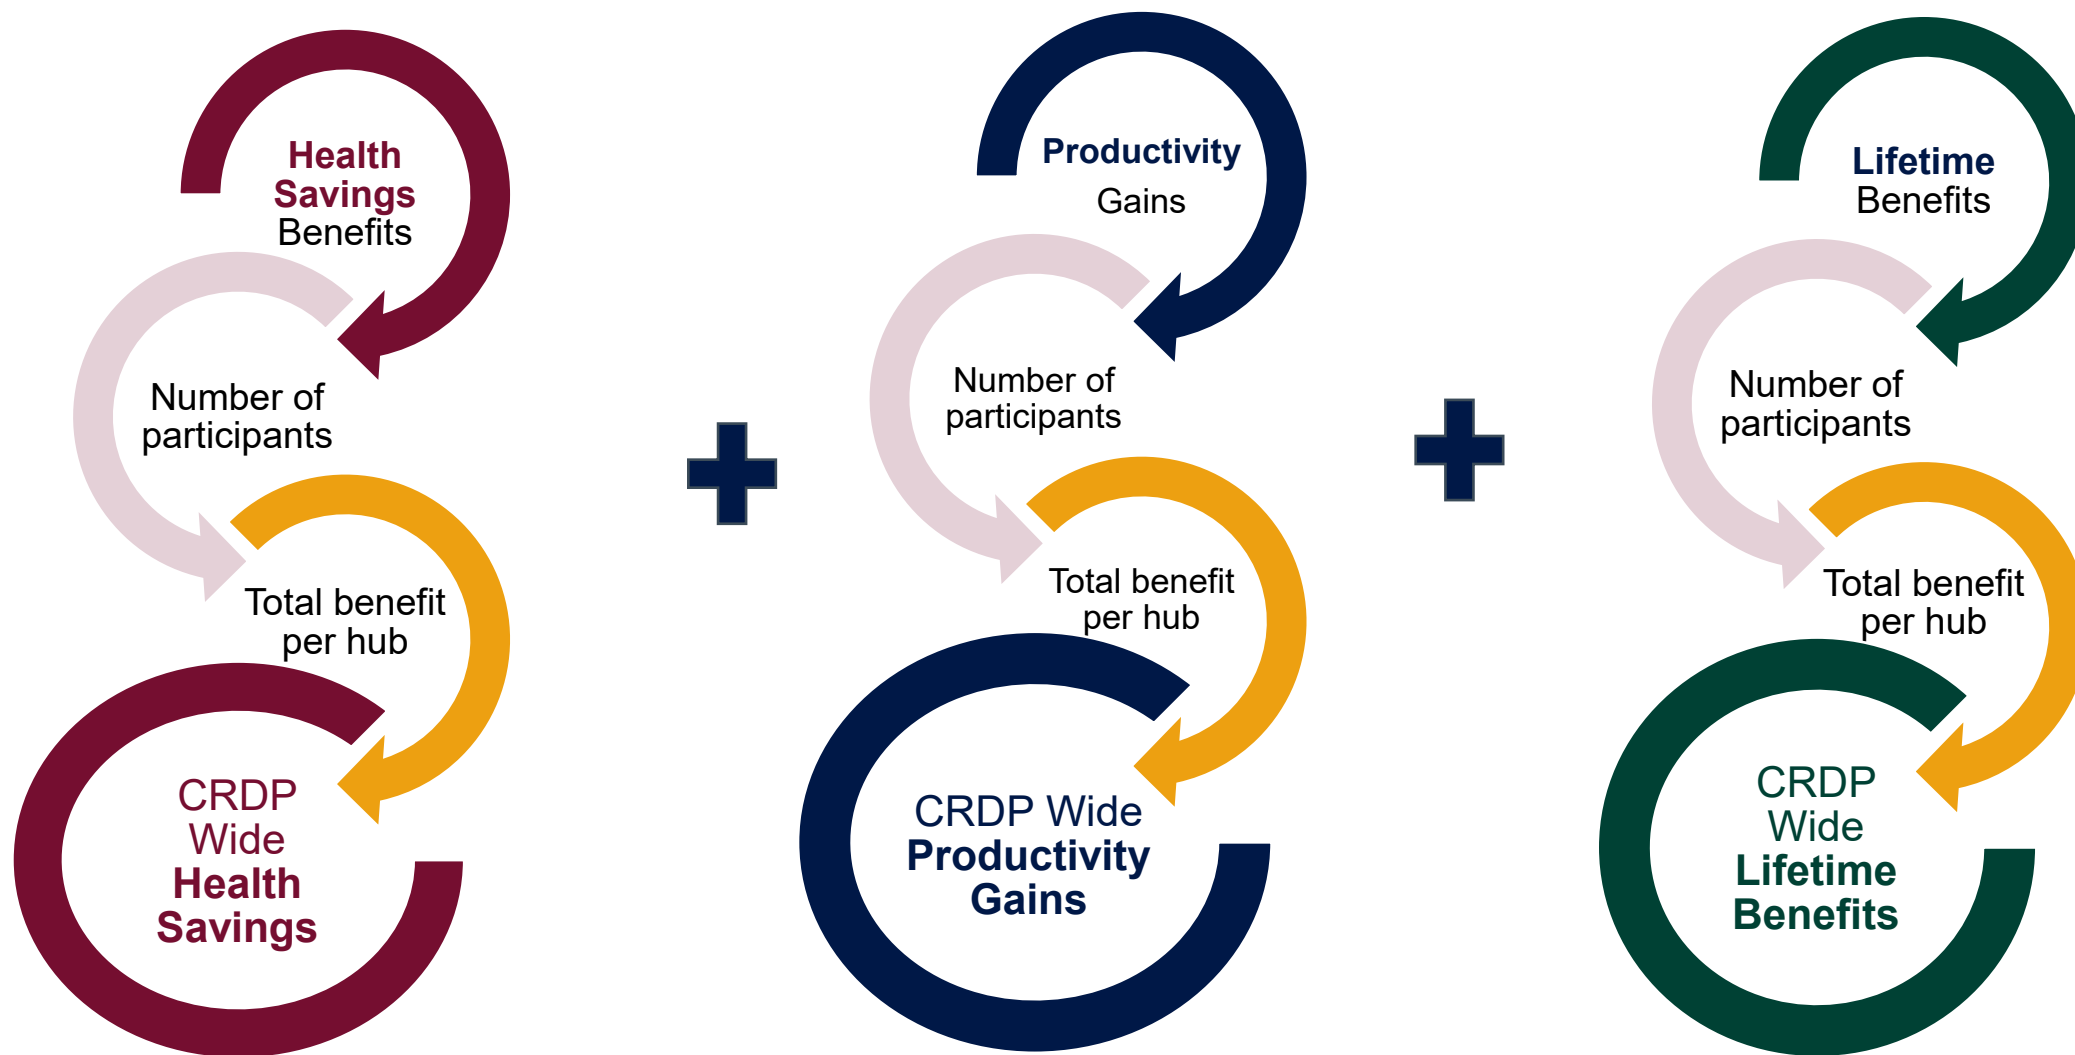 Health
Savings
Benefits
Number of
participants
Total benefit
per hub
CRDP
Wide
Health
Savings
Productivity
Gains
Number of
participants
Total benefit
per hub
CRDP Wide
Productivity
Gains
Lifetime
Benefits
Number of
participants
Total benefit
per hub
CRDP
Wide
Lifetime
Benefits